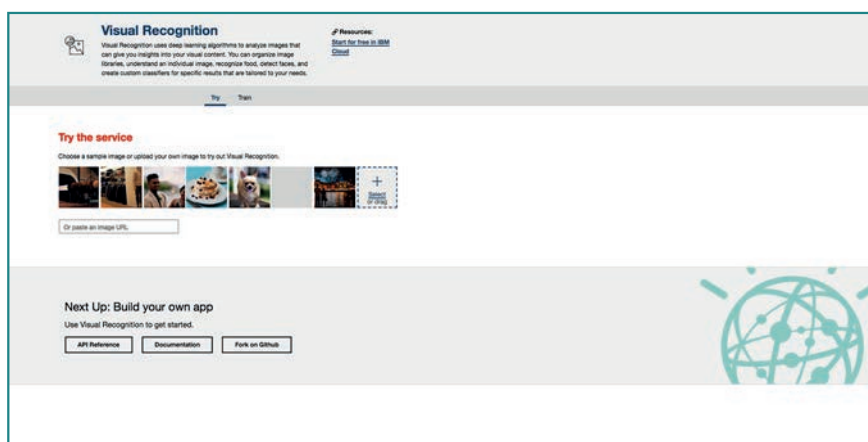 Visual Recognition
Visual Recognition uses deep learning algorithms to analyze images that
can give you insights into your visual content. You can organize image
libraries, understand an individual image, recognize food, detect faces, and
create custom classifiers for specific results that are tailored to your needs.
Resources:
Start for free in IBM
Cloud
Try Train
Try the service
Choose a sample image or upload your own image to try out Visual Recognition.
Select
or drag
Or paste an image URL
Next Up: Build your own app
Use Visual Recognition to get started.
API Reference Documentation Fork on Github